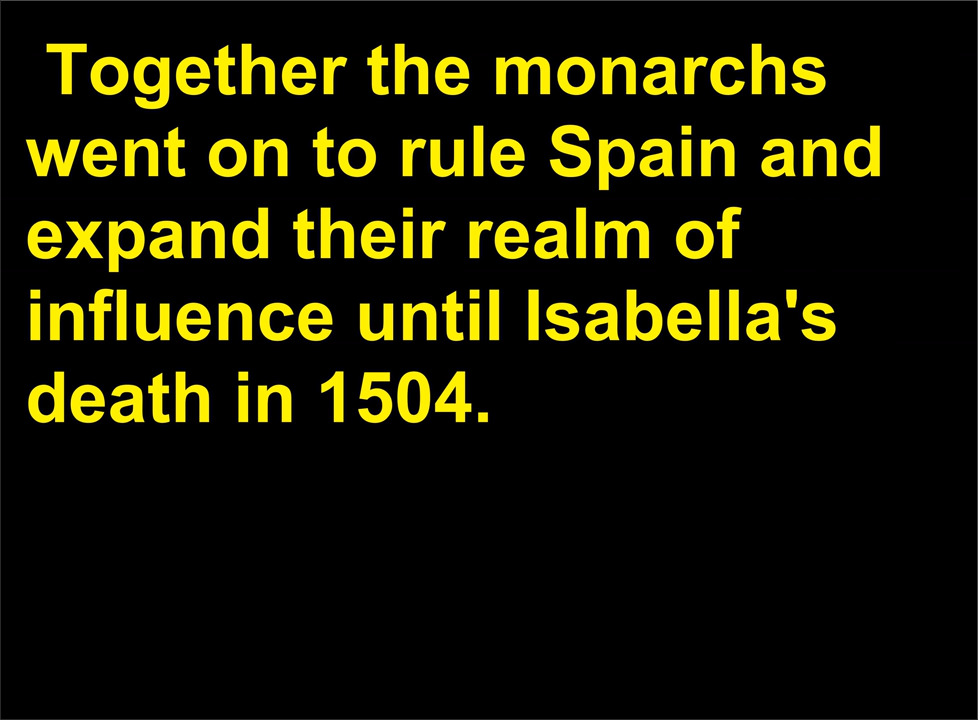 Together the monarchs
went on to rule Spain and
expand their realm of
influence until Isabella's
death in 1504.